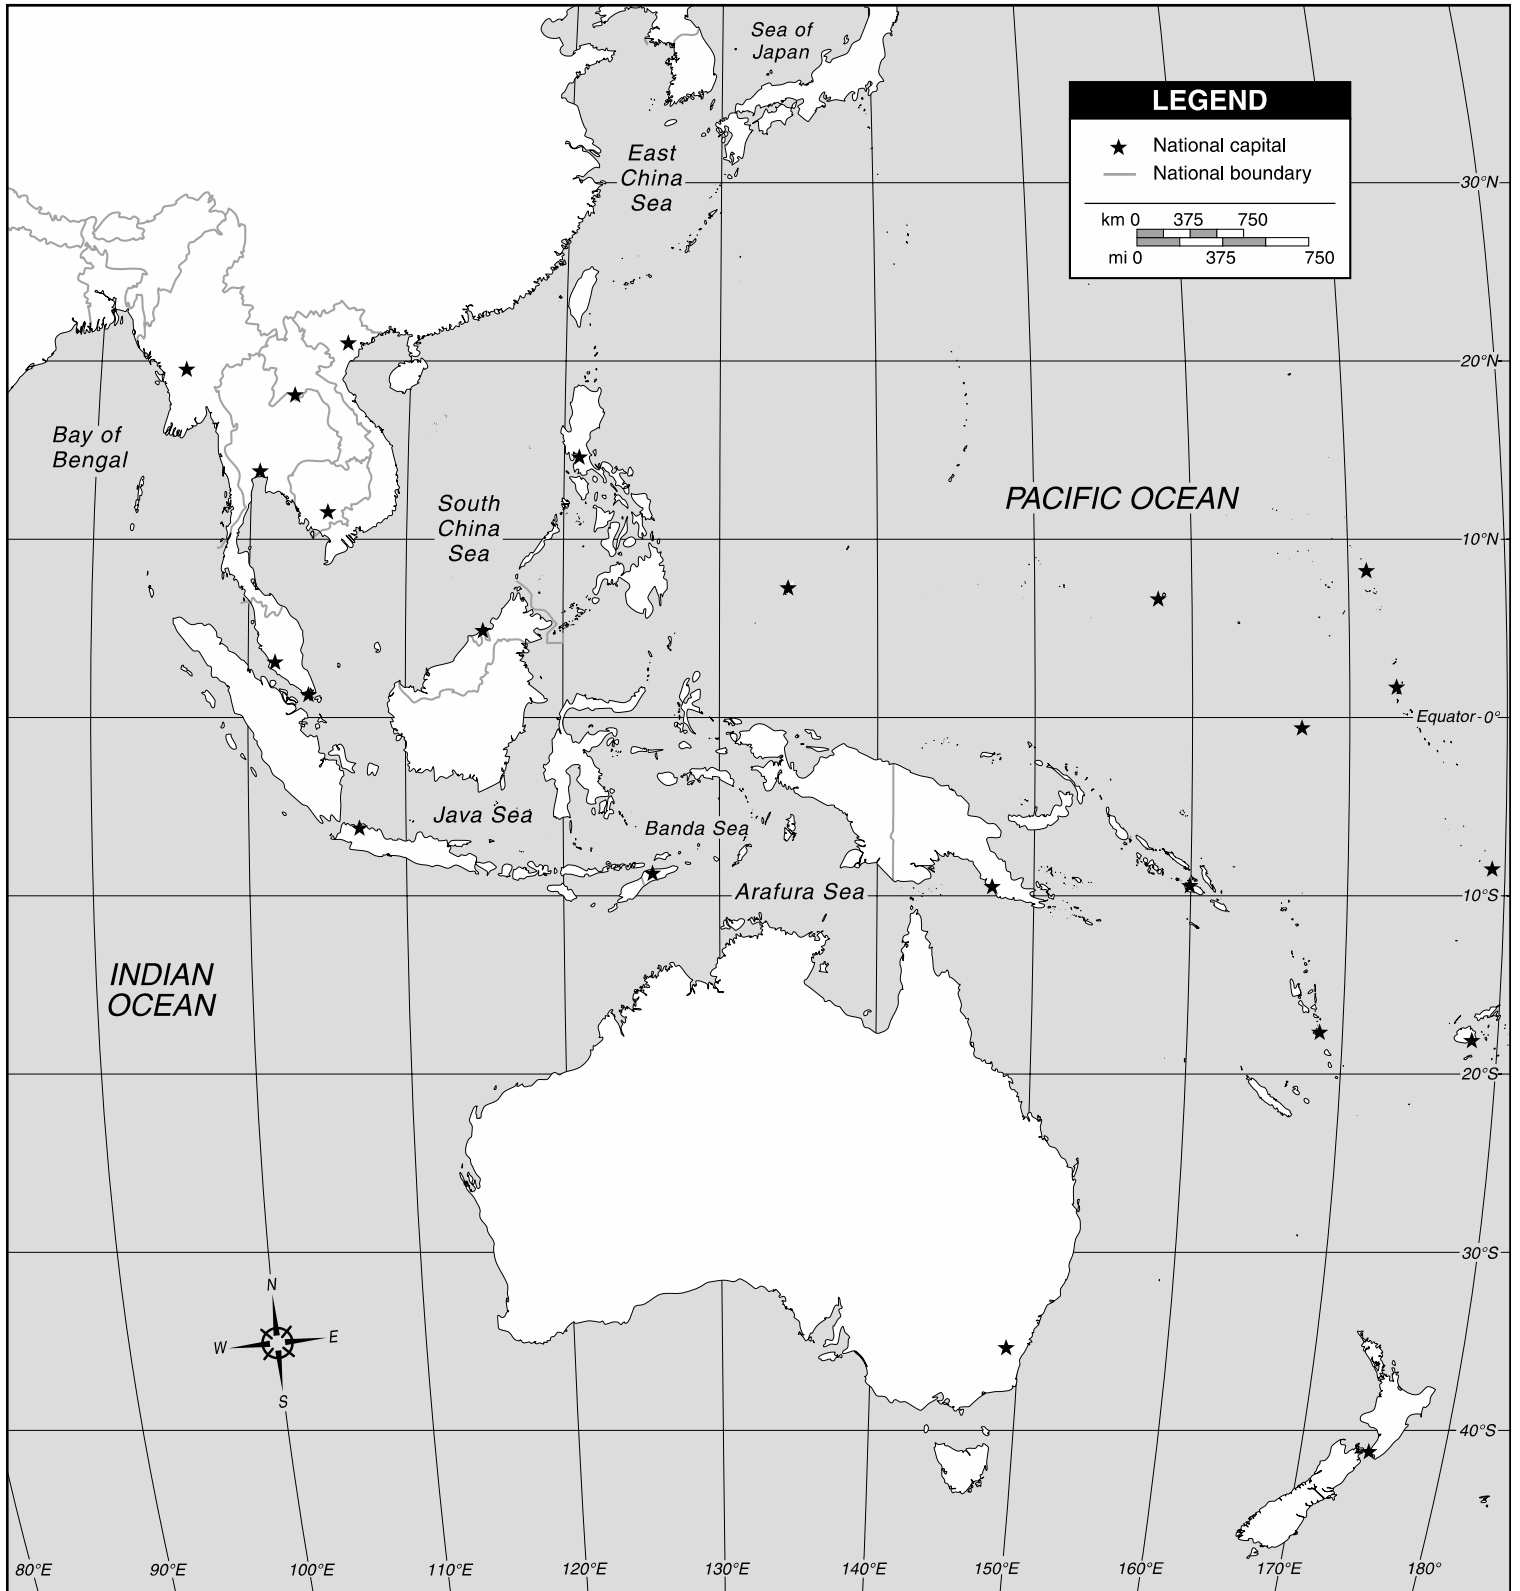 Sea of
Japan
LEGEND
National capital
National boundary
km 0 375 750
mi 0 375 750
East
China
Sea
30°N
20°N
Bay of
Bengal
South
China
Sea
PACIFIC OCEAN
10°N
Equator 0°
Java Sea
Banda Sea
Arafura Sea
10°S
INDIAN
OCEAN
20°S
30°S
N
W
E
S
40°S
80°E 90°E 100°E 110°E 120°E 130°E 140°E 150°E 160°E 170°E 180°